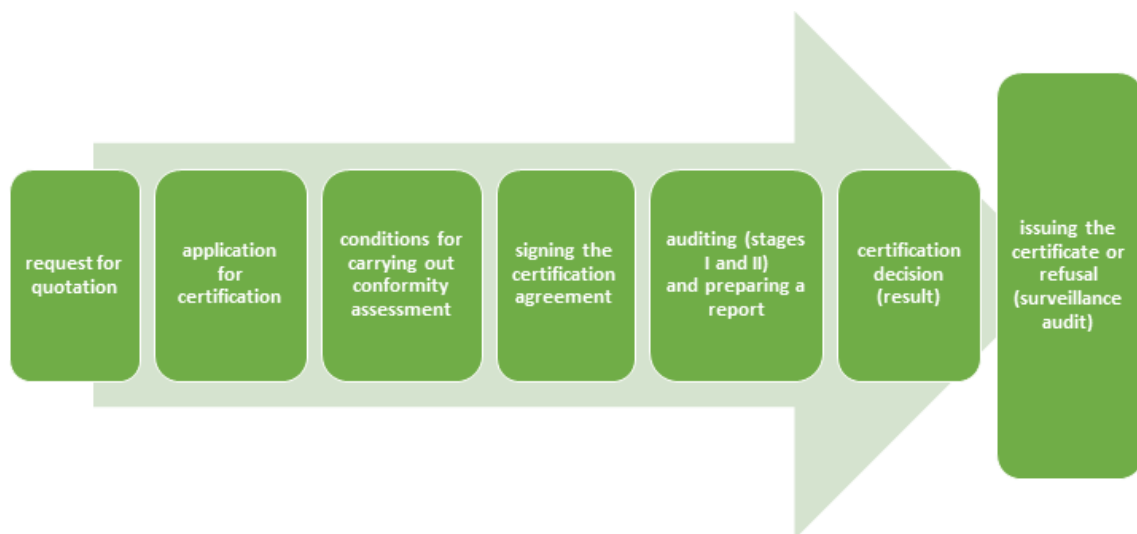 request for
quotation
application
for
certification
conditions for
carrying out
conformity
assessment
signing the
certification
agreement
auditing (stages
I and II)
and preparing a
report
certification
decision
(result)
issuing the
certificate or
refusal
(surveillance
audit)